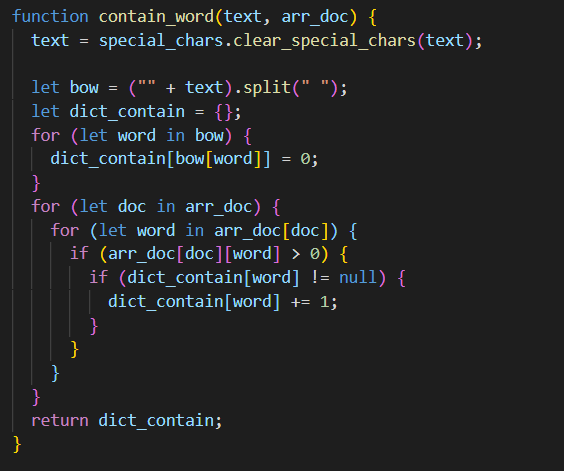 function contain_word(text, arr_doc) {
  text = special_chars.clear_special_chars(text);

  let bow = ("" + text).split(" ");
  let dict_contain = {};
  for (let word in bow) {
    dict_contain[bow[word]] = 0;
  }
  for (let doc in arr_doc) {
    for (let word in arr_doc[doc]) {
      if (arr_doc[doc][word] > 0) {
        if (dict_contain[word] != null) {
          dict_contain[word] += 1;
        }
      }
    }
  }
  return dict_contain;
}